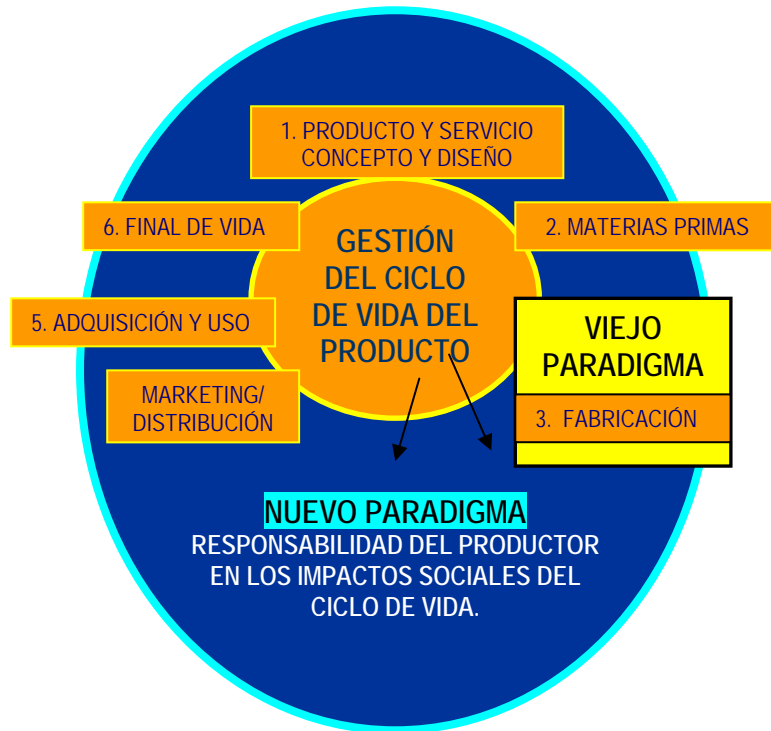 1. PRODUCTO Y SERVICIO
CONCEPTO Y DISEÑO
6. FINAL DE VIDA
2. MATERIAS PRIMAS
GESTIÓN
DEL CICLO
DE VIDA DEL
PRODUCTO
5. ADQUISICIÓN Y USO
VIEJO
PARADIGMA
3. FABRICACIÓN
MARKETING/
DISTRIBUCIÓN
NUEVO PARADIGMA
RESPONSABILIDAD DEL PRODUCTOR
EN LOS IMPACTOS SOCIALES DEL
CICLO DE VIDA.